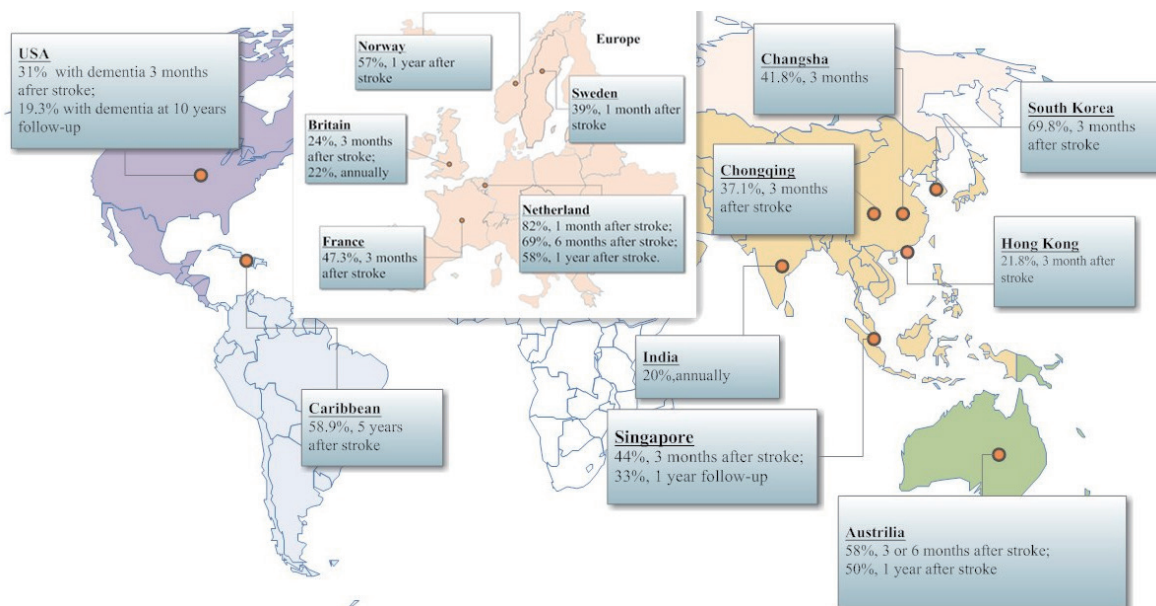 USA
31% with dementia 3 months
afrer stroke;
19.3% with dementia at 10 years
follow-up
Norway
57%, 1 year after
stroke
Europe
Sweden
39%, 1 month after
stroke
Britain
24%, 3 months
after stroke;
22%, annually
France
47.3%, 3 months
after stroke
Netherland
82%, 1 month after stroke;
69%, 6 months after stroke;
58%, 1 year after stroke.
Changsha
41.8%, 3 months
South Korea
69.8%, 3 months
after stroke
Chongqing
37.1%, 3 months
after stroke
Hong Kong
21.8%, 3 month after
stroke
India
20%,annually
Caribbean
58.9%, 5 years
after stroke
Singapore
44%, 3 months after stroke;
33%, 1 year follow-up
Austrilia
58%, 3 or 6 months after stroke;
50%, 1 year after stroke